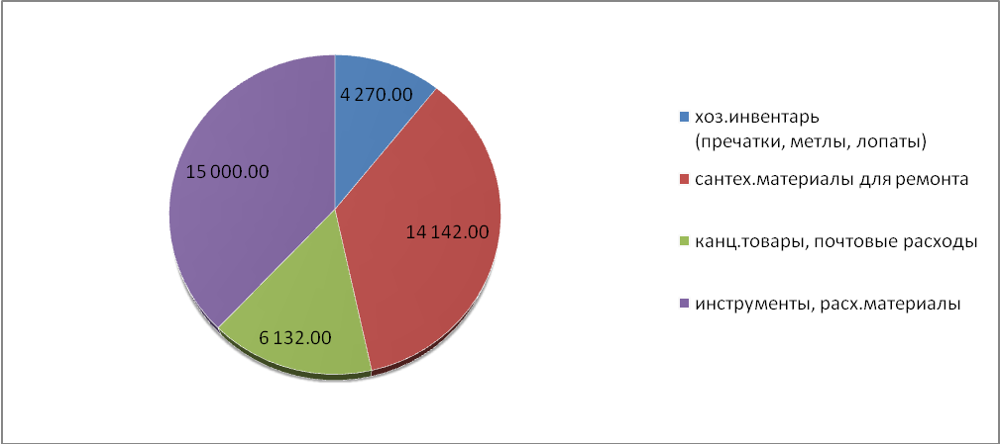 4 270.00
15 000.00
14 142.00
6 132.00
хоз.инвентарь
(пречатки, метлы, лопаты)
сантех.материалы для ремонта
канц.товары, почтовые расходы
инструменты, расх.материалы